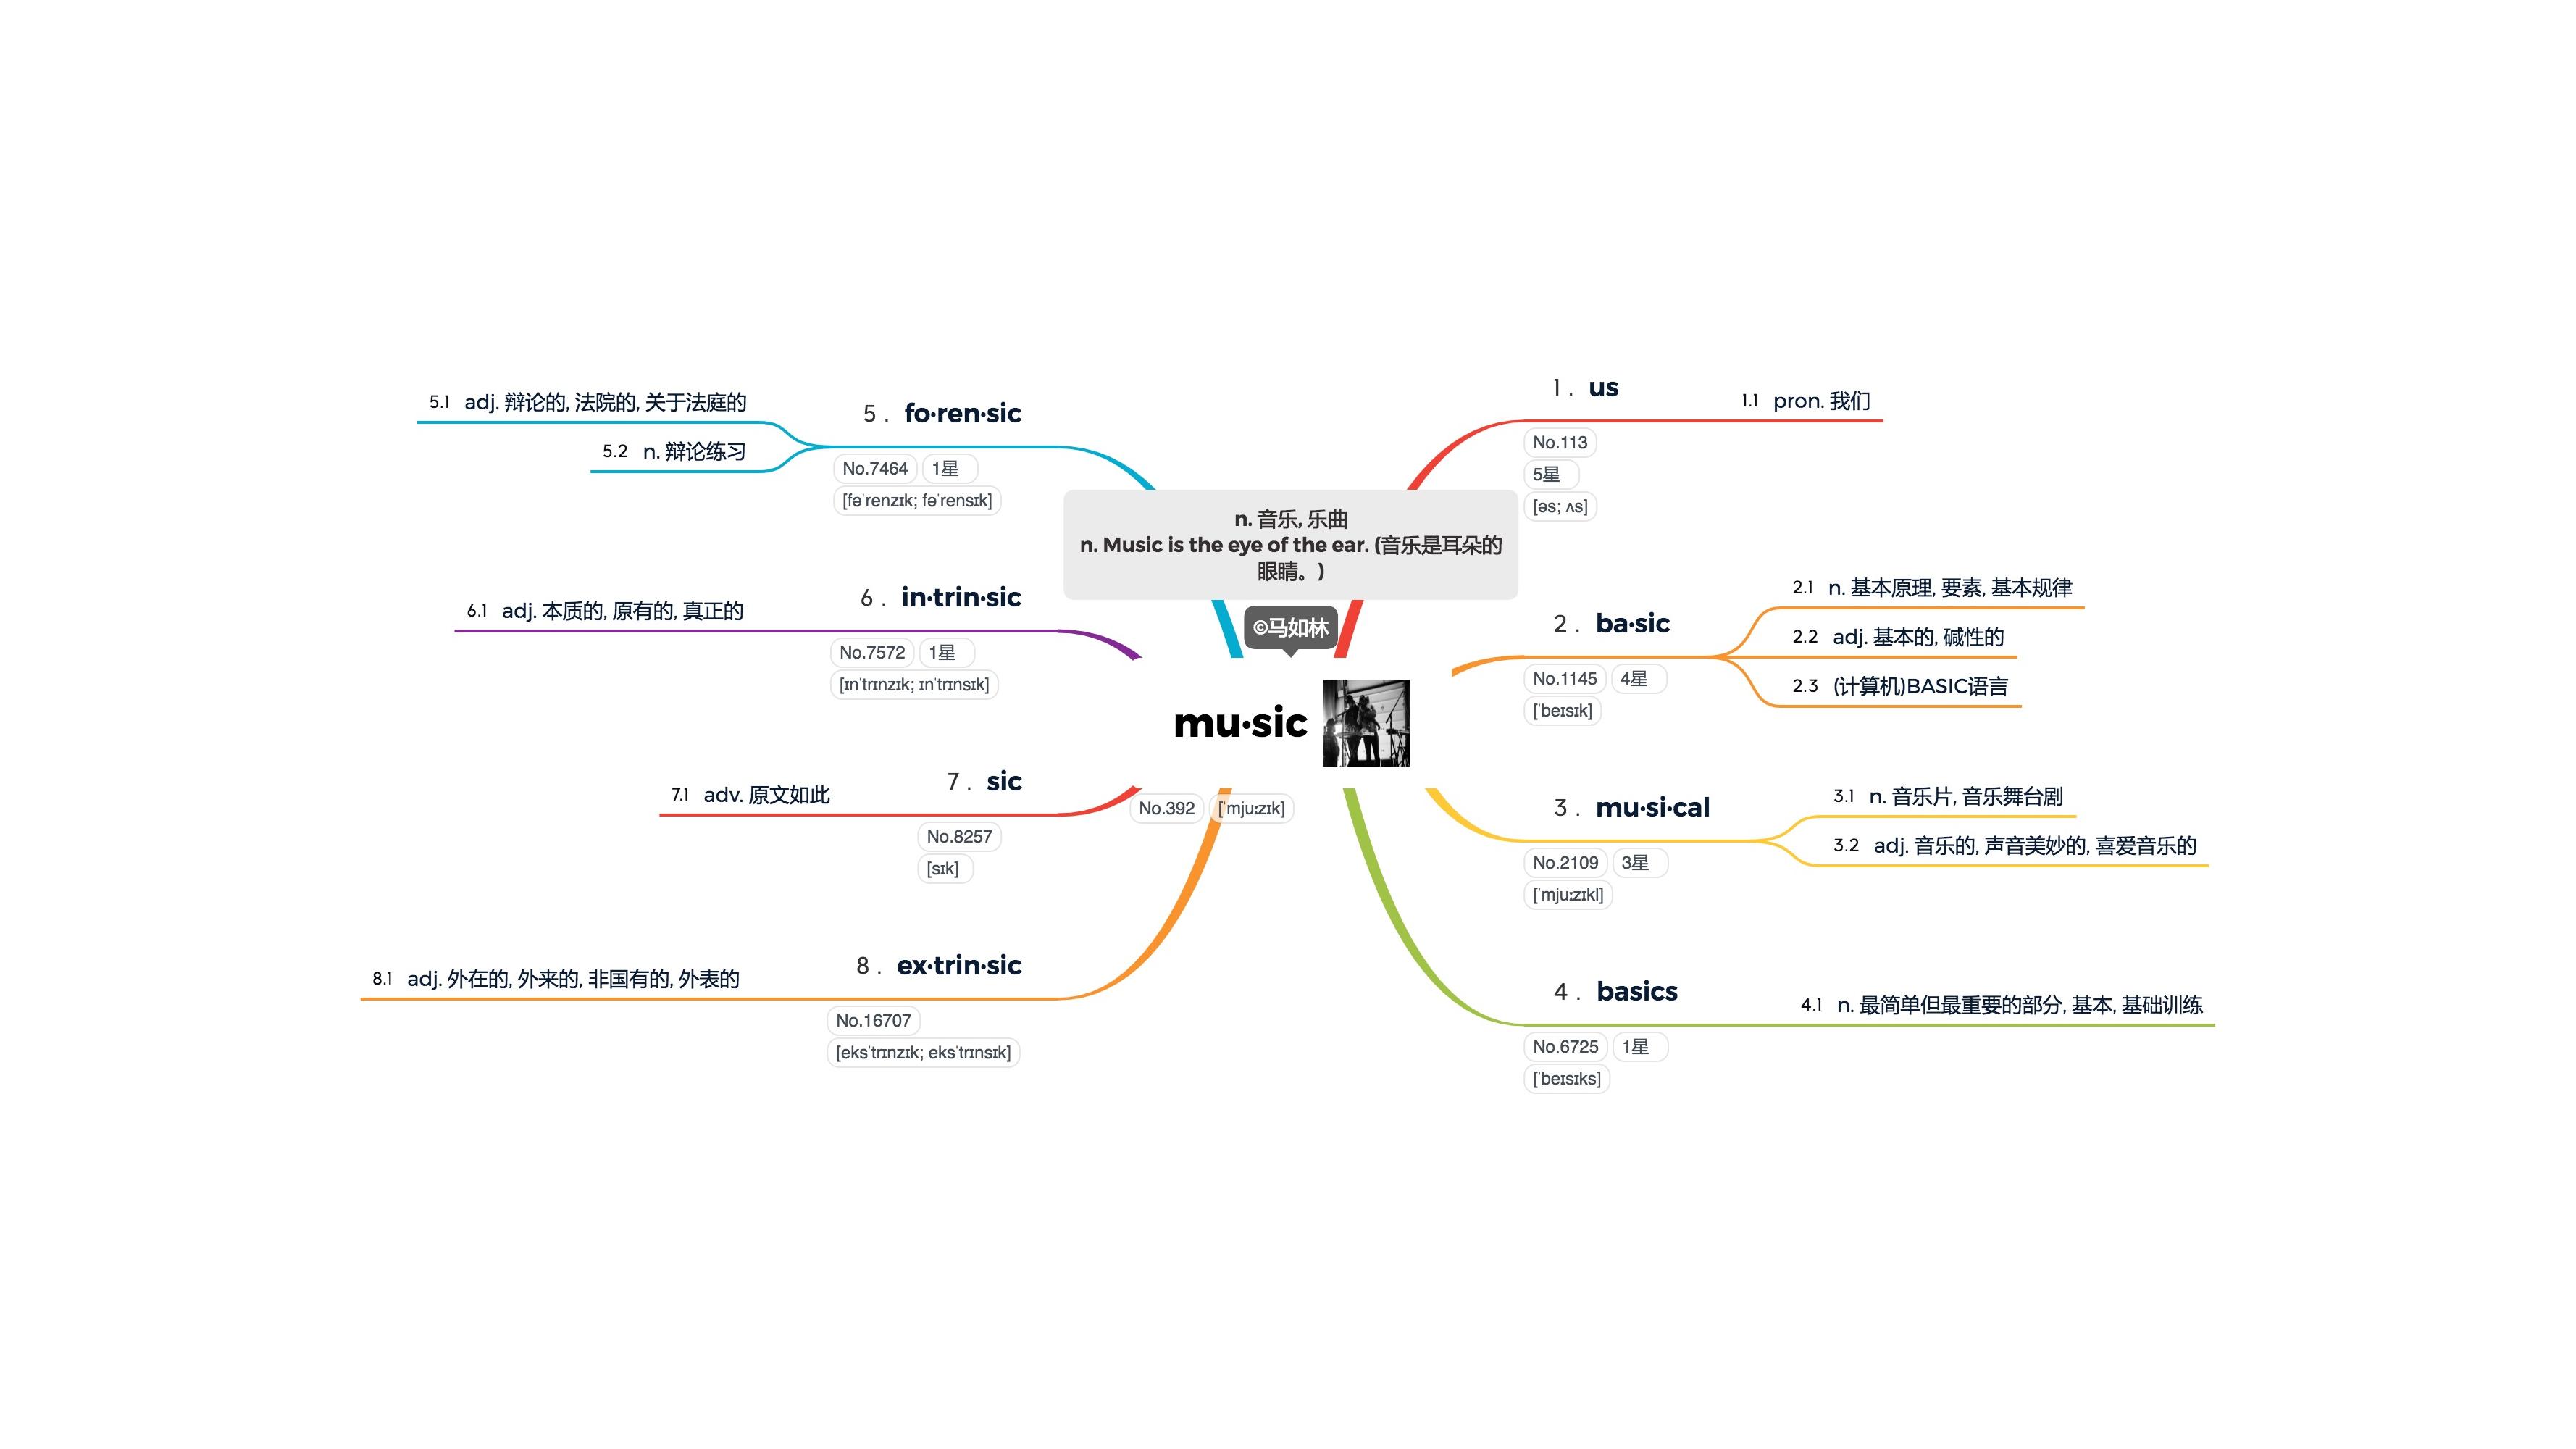 n. 音乐, 乐曲
n. Music is the eye of the ear. (音乐是耳朵的
眼睛。)
©马如林
mu·sic
No.392 [ˈmjuːzɪk]
1. us
No.113
5星
[əs; ʌs]
1.1 pron. 我们
2. ba·sic
No.1145 4星
[ˈbeɪsɪk]
2.1 n. 基本原理, 要素, 基本规律
2.2 adj. 基本的, 碱性的
2.3 (计算机)BASIC语言
3. mu·si·cal
No.2109 3星
[ˈmjuːzɪkl]
3.1 n. 音乐片, 音乐舞台剧
3.2 adj. 音乐的, 声音美妙的, 喜爱音乐的
4. basics
No.6725 1星
[ˈbeɪsɪks]
4.1 n. 最简单但最重要的部分, 基本, 基础训练
5. fo·ren·sic
No.7464 1星
[fəˈrenzɪk; fəˈrensɪk]
5.1 adj. 辩论的, 法院的, 关于法庭的
5.2 n. 辩论练习
6. in·trin·sic
No.7572 1星
[ɪnˈtrɪnzɪk; ɪnˈtrɪnsɪk]
6.1 adj. 本质的, 原有的, 真正的
7. sic
No.8257
[sɪk]
7.1 adv. 原文如此
8. ex·trin·sic
No.16707
[eksˈtrɪnzɪk; eksˈtrɪnsɪk]
8.1 adj. 外在的, 外来的, 非国有的, 外表的